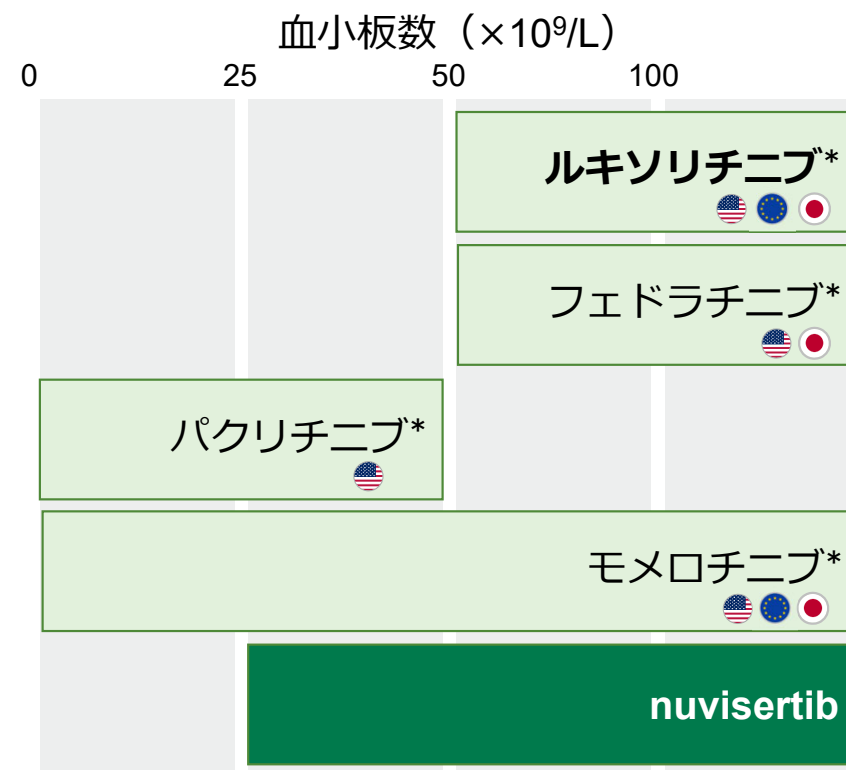 血小板数（×10⁹/L）
0 25 50 100
ルキソリチニブ*
フェドラチニブ*
パクリチニブ*
モメロチニブ*
nuvisertib